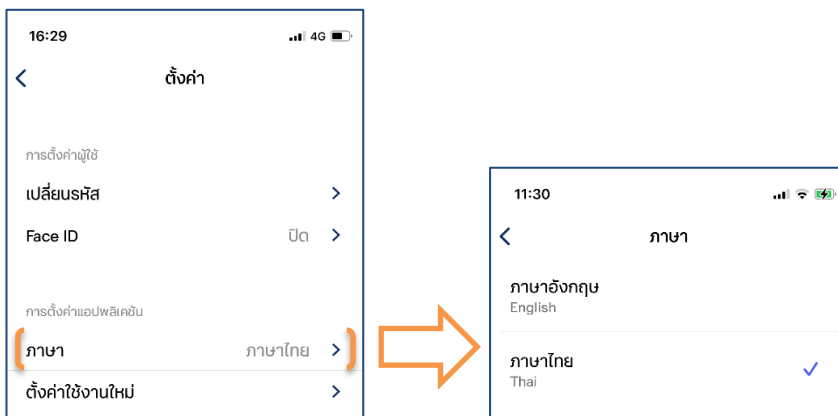 16:29
4G
ตั้งค่า
การตั้งค่าผู้ใช้
เปลี่ยนรหัส
Face ID ปิด
การตั้งค่าแอปพลิเคชัน
ภาษา ภาษาไทย
ตั้งค่าใช้งานใหม่
11:30
ภาษา
ภาษาอังกฤษ
English
ภาษาไทย
Thai